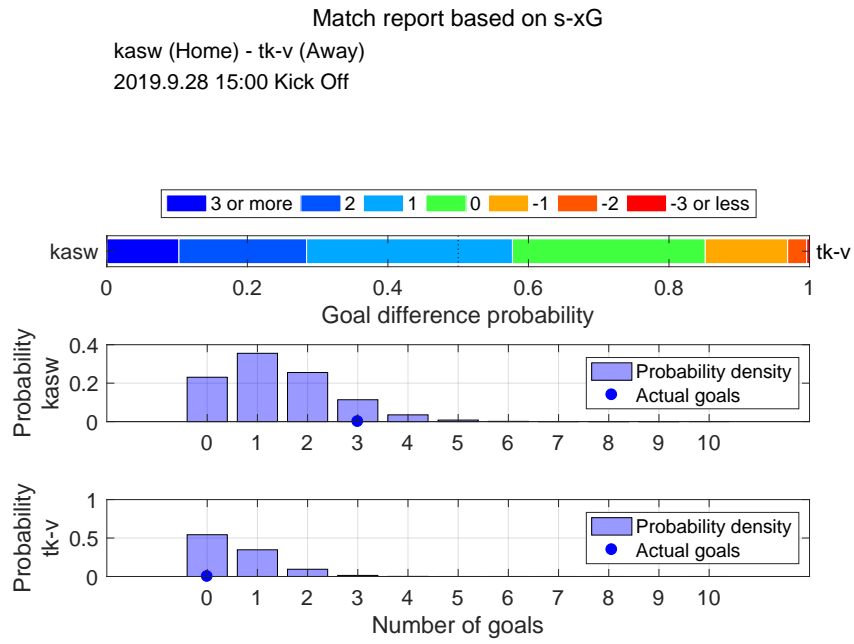 Match report based on s-xG
kasw (Home) - tk-v (Away)
2019.9.28 15:00 Kick Off
3 or more 2 1 0 -1 -2 -3 or less
kasw tk-v
0 0.2 0.4 0.6 0.8 1
Goal difference probability
Probability
kasw
0.4
0.2
0
Probability density
Actual goals
0 1 2 3 4 5 6 7 8 9 10
Probability
tk-v
1
0.5
0
Probability density
Actual goals
0 1 2 3 4 5 6 7 8 9 10
Number of goals